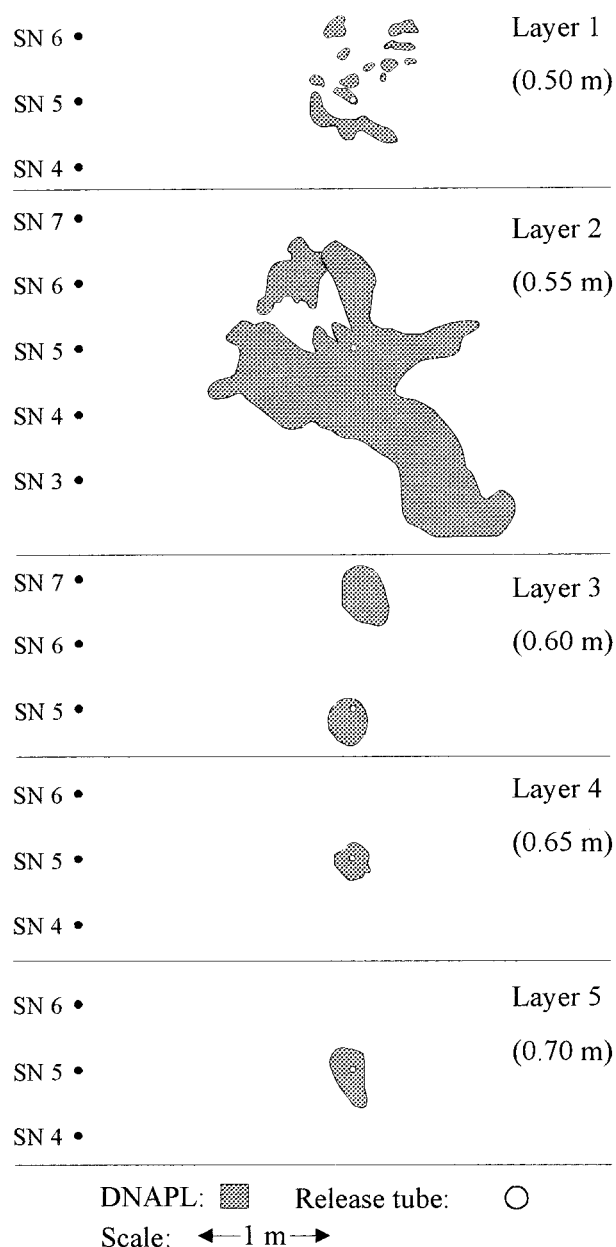 SN 6
Layer 1
(0.50 m)
SN 5
SN 4
SN 7
Layer 2
SN 6
(0.55 m)
SN 5
SN 4
SN 3
SN 7
Layer 3
SN 6
(0.60 m)
SN 5
SN 6
Layer 4
(0.65 m)
SN 5
SN 4
SN 6
Layer 5
SN 5
(0.70 m)
SN 4
DNAPL: Release tube:
Scale: 1 m